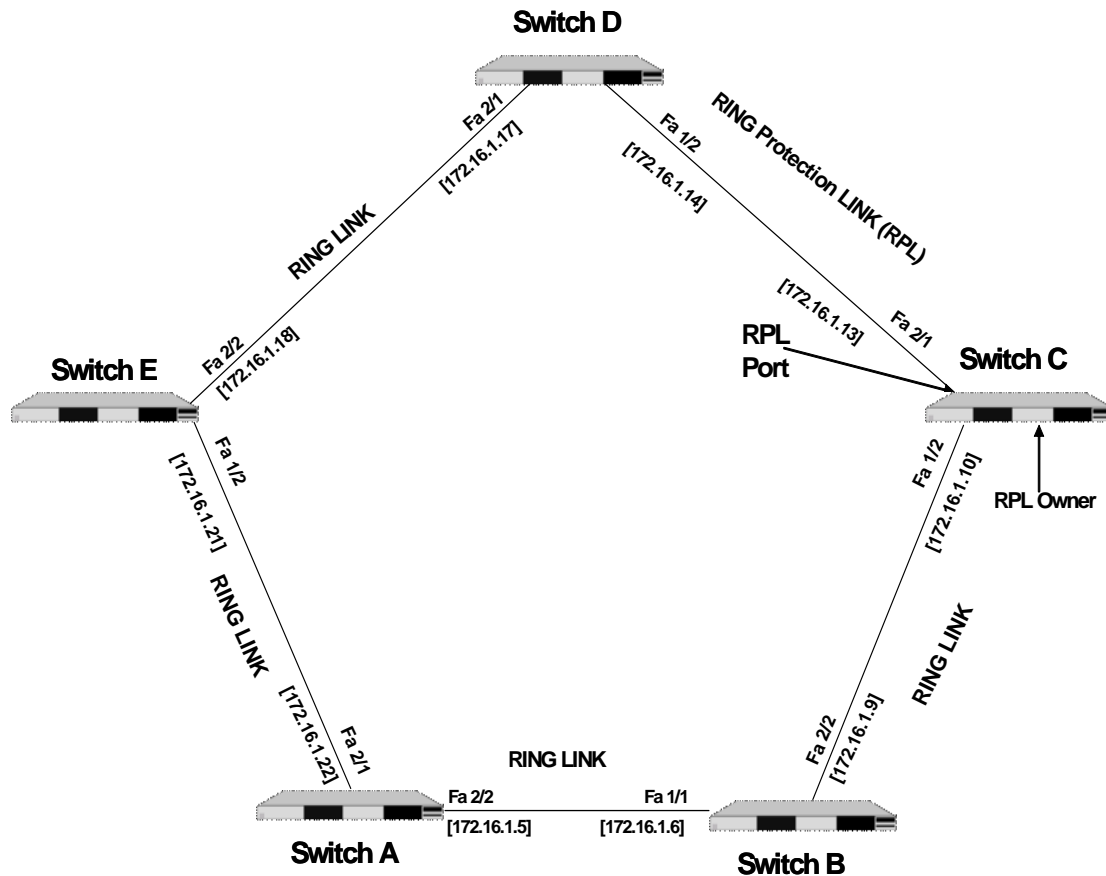 Switch D
Fa 2/1
[172.16.1.17]
Fa 1/2
[172.16.1.14]
RING Protection LINK (RPL)
RING LINK
[172.16.1.13]
Fa 2/1
RPL
Port
Fa 2/2
[172.16.1.18]
Switch E
Switch C
Fa 1/2
[172.16.1.21]
Fa 1/2
[172.16.1.10]
RPL Owner
RING LINK
RING LINK
[172.16.1.22]
Fa 2/1
Fa 2/2
[172.16.1.9]
RING LINK
Fa 2/2
[172.16.1.5]
Fa 1/1
[172.16.1.6]
Switch A
Switch B